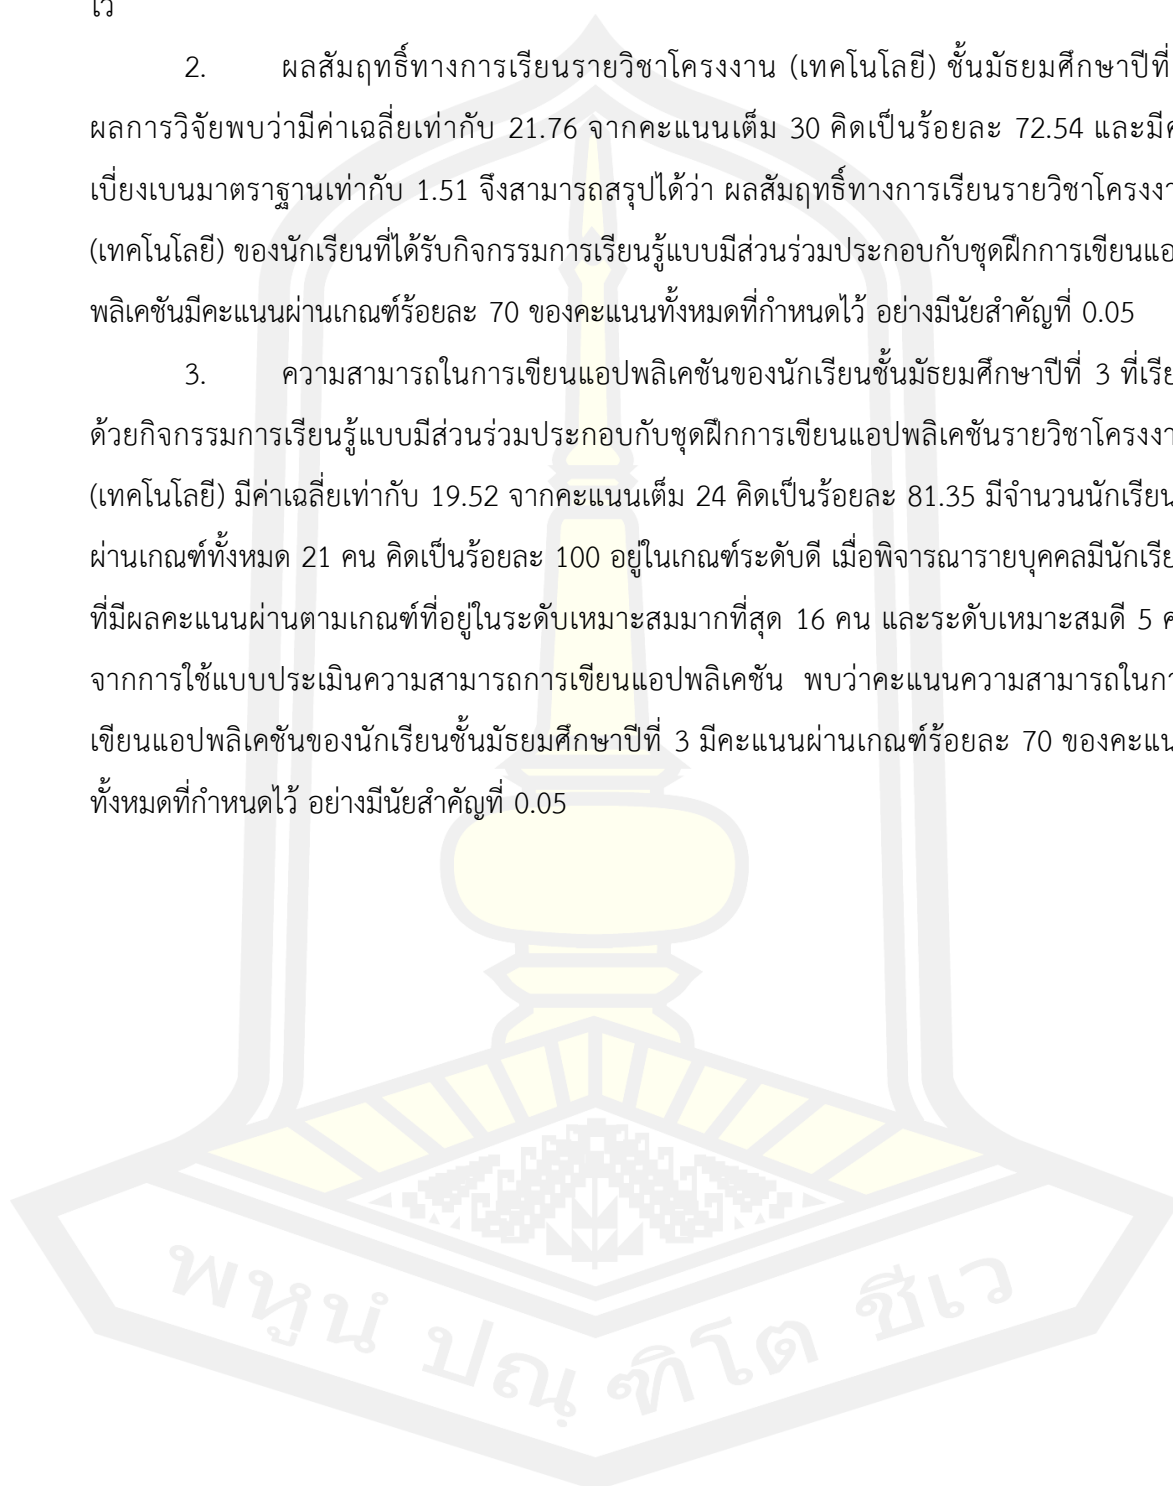 ไว้
2. ผลสัมฤทธิ์ทางการเรียนรายวิชาโครงงาน (เทคโนโลยี) ชั้นมัธยมศึกษาปีที่
ผลการวิจัยพบว่ามีค่าเฉลี่ยเท่ากับ 21.76 จากคะแนนเต็ม 30 คิดเป็นร้อยละ 72.54 และมี
เบี่ยงเบนมาตราฐานเท่ากับ 1.51 จึงสามารถสรุปได้ว่า ผลสัมฤทธิ์ทางการเรียนรายวิชาโครงงา
(เทคโนโลยี) ของนักเรียนที่ได้รับกิจกรรมการเรียนรู้แบบมีส่วนร่วมประกอบกับชุดฝึกการเขียนแอ
พลิเคชันมีคะแนนผ่านเกณฑ์ร้อยละ 70 ของคะแนนทั้งหมดที่กำหนดไว้ อย่างมีนัยสำคัญที่ 0.05
3. ความสามารถในการเขียนแอปพลิเคชันของนักเรียนชั้นมัธยมศึกษาปีที่ 3 ที่เรีย
ด้วยกิจกรรมการเรียนรู้แบบมีส่วนร่วมประกอบกับชุดฝึกการเขียนแอปพลิเคชันรายวิชาโครงงา
(เทคโนโลยี) มีค่าเฉลี่ยเท่ากับ 19.52 จากคะแนนเต็ม 24 คิดเป็นร้อยละ 81.35 มีจำนวนนักเรียน
ผ่านเกณฑ์ทั้งหมด 21 คน คิดเป็นร้อยละ 100 อยู่ในเกณฑ์ระดับดี เมื่อพิจารณารายบุคคลมีนักเรีย
ที่มีผลคะแนนผ่านตามเกณฑ์ที่อยู่ในระดับเหมาะสมมากที่สุด 16 คน และระดับเหมาะสมดี 5
จากการใช้แบบประเมินความสามารถการเขียนแอปพลิเคชัน พบว่าคะแนนความสามารถในกา
เขียนแอปพลิเคชันของนักเรียนชั้นมัธยมศึกษาปีที่ 3 มีคะแนนผ่านเกณฑ์ร้อยละ 70 ของคะแน
ทั้งหมดที่กำหนดไว้ อย่างมีนัยสำคัญที่ 0.05
พหูนํ ปณฺฑิโต ชีเว